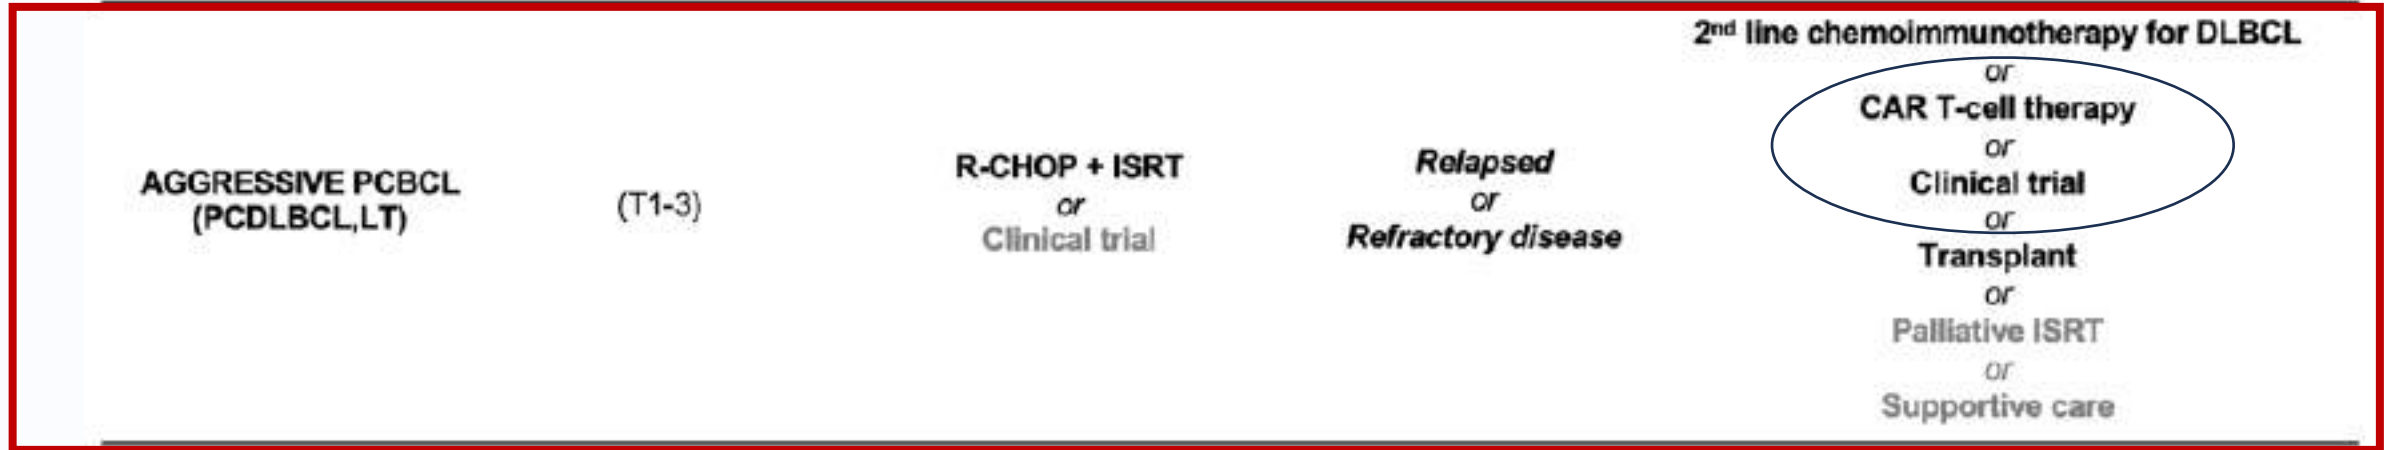 AGGRESSIVE PCBCL
(PCDLBCL,LT)
(T1-3)
R-CHOP + ISRT
or
Clinical trial
Relapsed
or
Refractory disease
2nd line chemoimmunotherapy for DLBCL
or
CAR T-cell therapy
or
Clinical trial
or
Transplant
or
Palliative ISRT
or
Supportive care